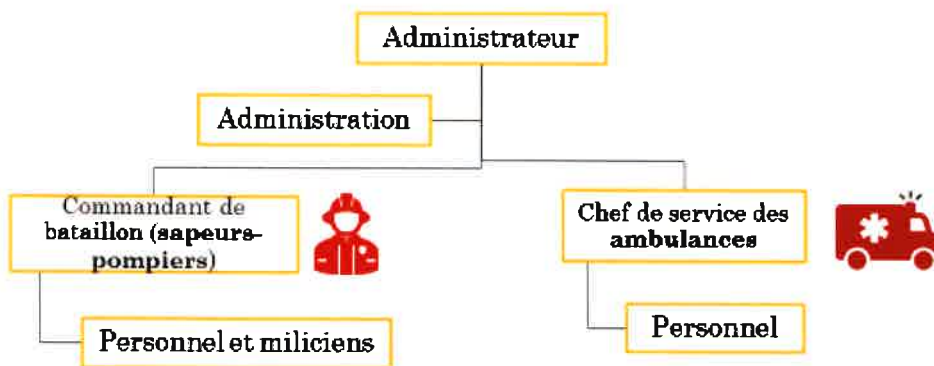 Administrateur
Administration
Commandant de
bataillon (sapeurs-
pompiers)
Chef de service des
ambulances
Personnel et miliciens
Personnel